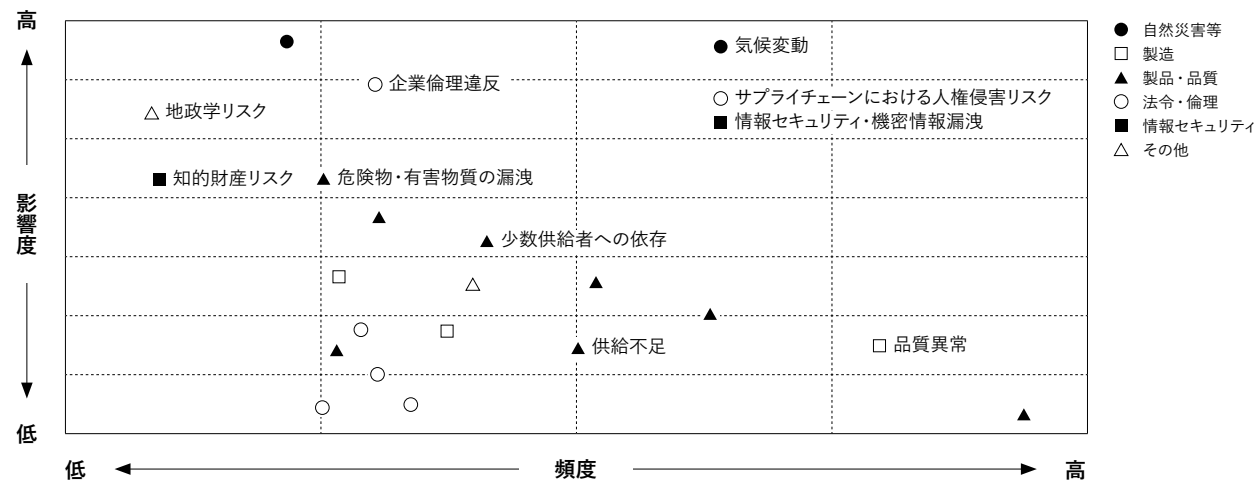 高
影響度
低
気候変動
企業倫理違反
サプライチェーンにおける人権侵害リスク
地政学リスク
情報セキュリティ・機密情報漏洩
知的財産リスク
危険物・有害物質の漏洩
少数供給者への依存
供給不足
品質異常
低
頻度
高
自然災害等
製造
製品・品質
法令・倫理
情報セキュリティ
その他